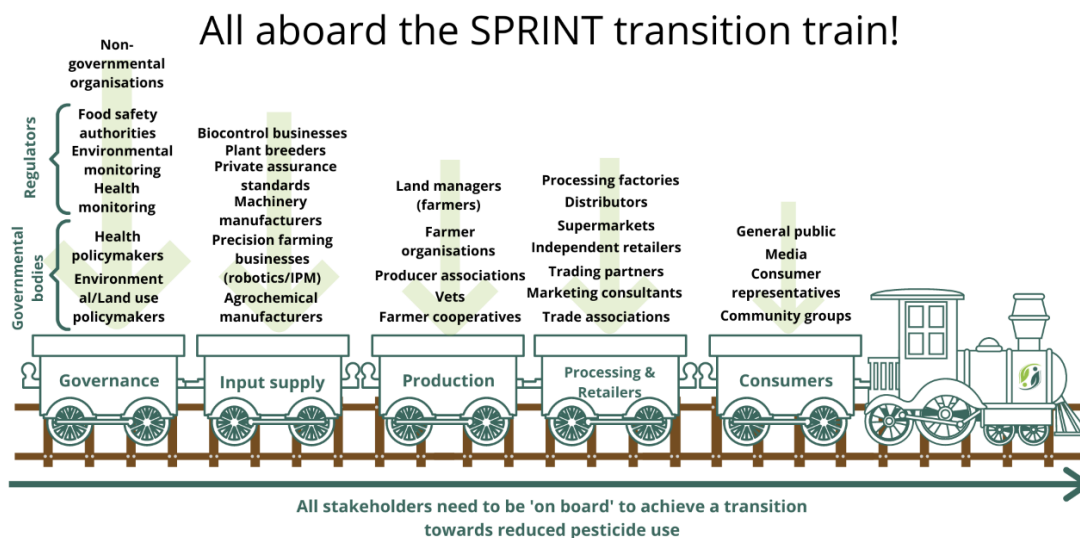 All aboard the SPRINT transition train!
Non-
governmental
organisations
Regulators
Food safety
authorities
Environmental
monitoring
Health
monitoring
Governmental
bodies
Health
policymakers
Environment
al/Land use
policymakers
Biocontrol businesses
Plant breeders
Private assurance
standards
Machinery
manufacturers
Precision farming
businesses
(robotics/IPM)
Agrochemical
manufacturers
Land managers
(farmers)
Farmer
organisations
Producer associations
Vets
Farmer cooperatives
Processing factories
Distributors
Supermarkets
Independent retailers
Trading partners
Marketing consultants
Trade associations
General public
Media
Consumer
representatives
Community groups
Governance
Input supply
Production
Processing &
Retailers
Consumers
All stakeholders need to be 'on board' to achieve a transition
towards reduced pesticide use